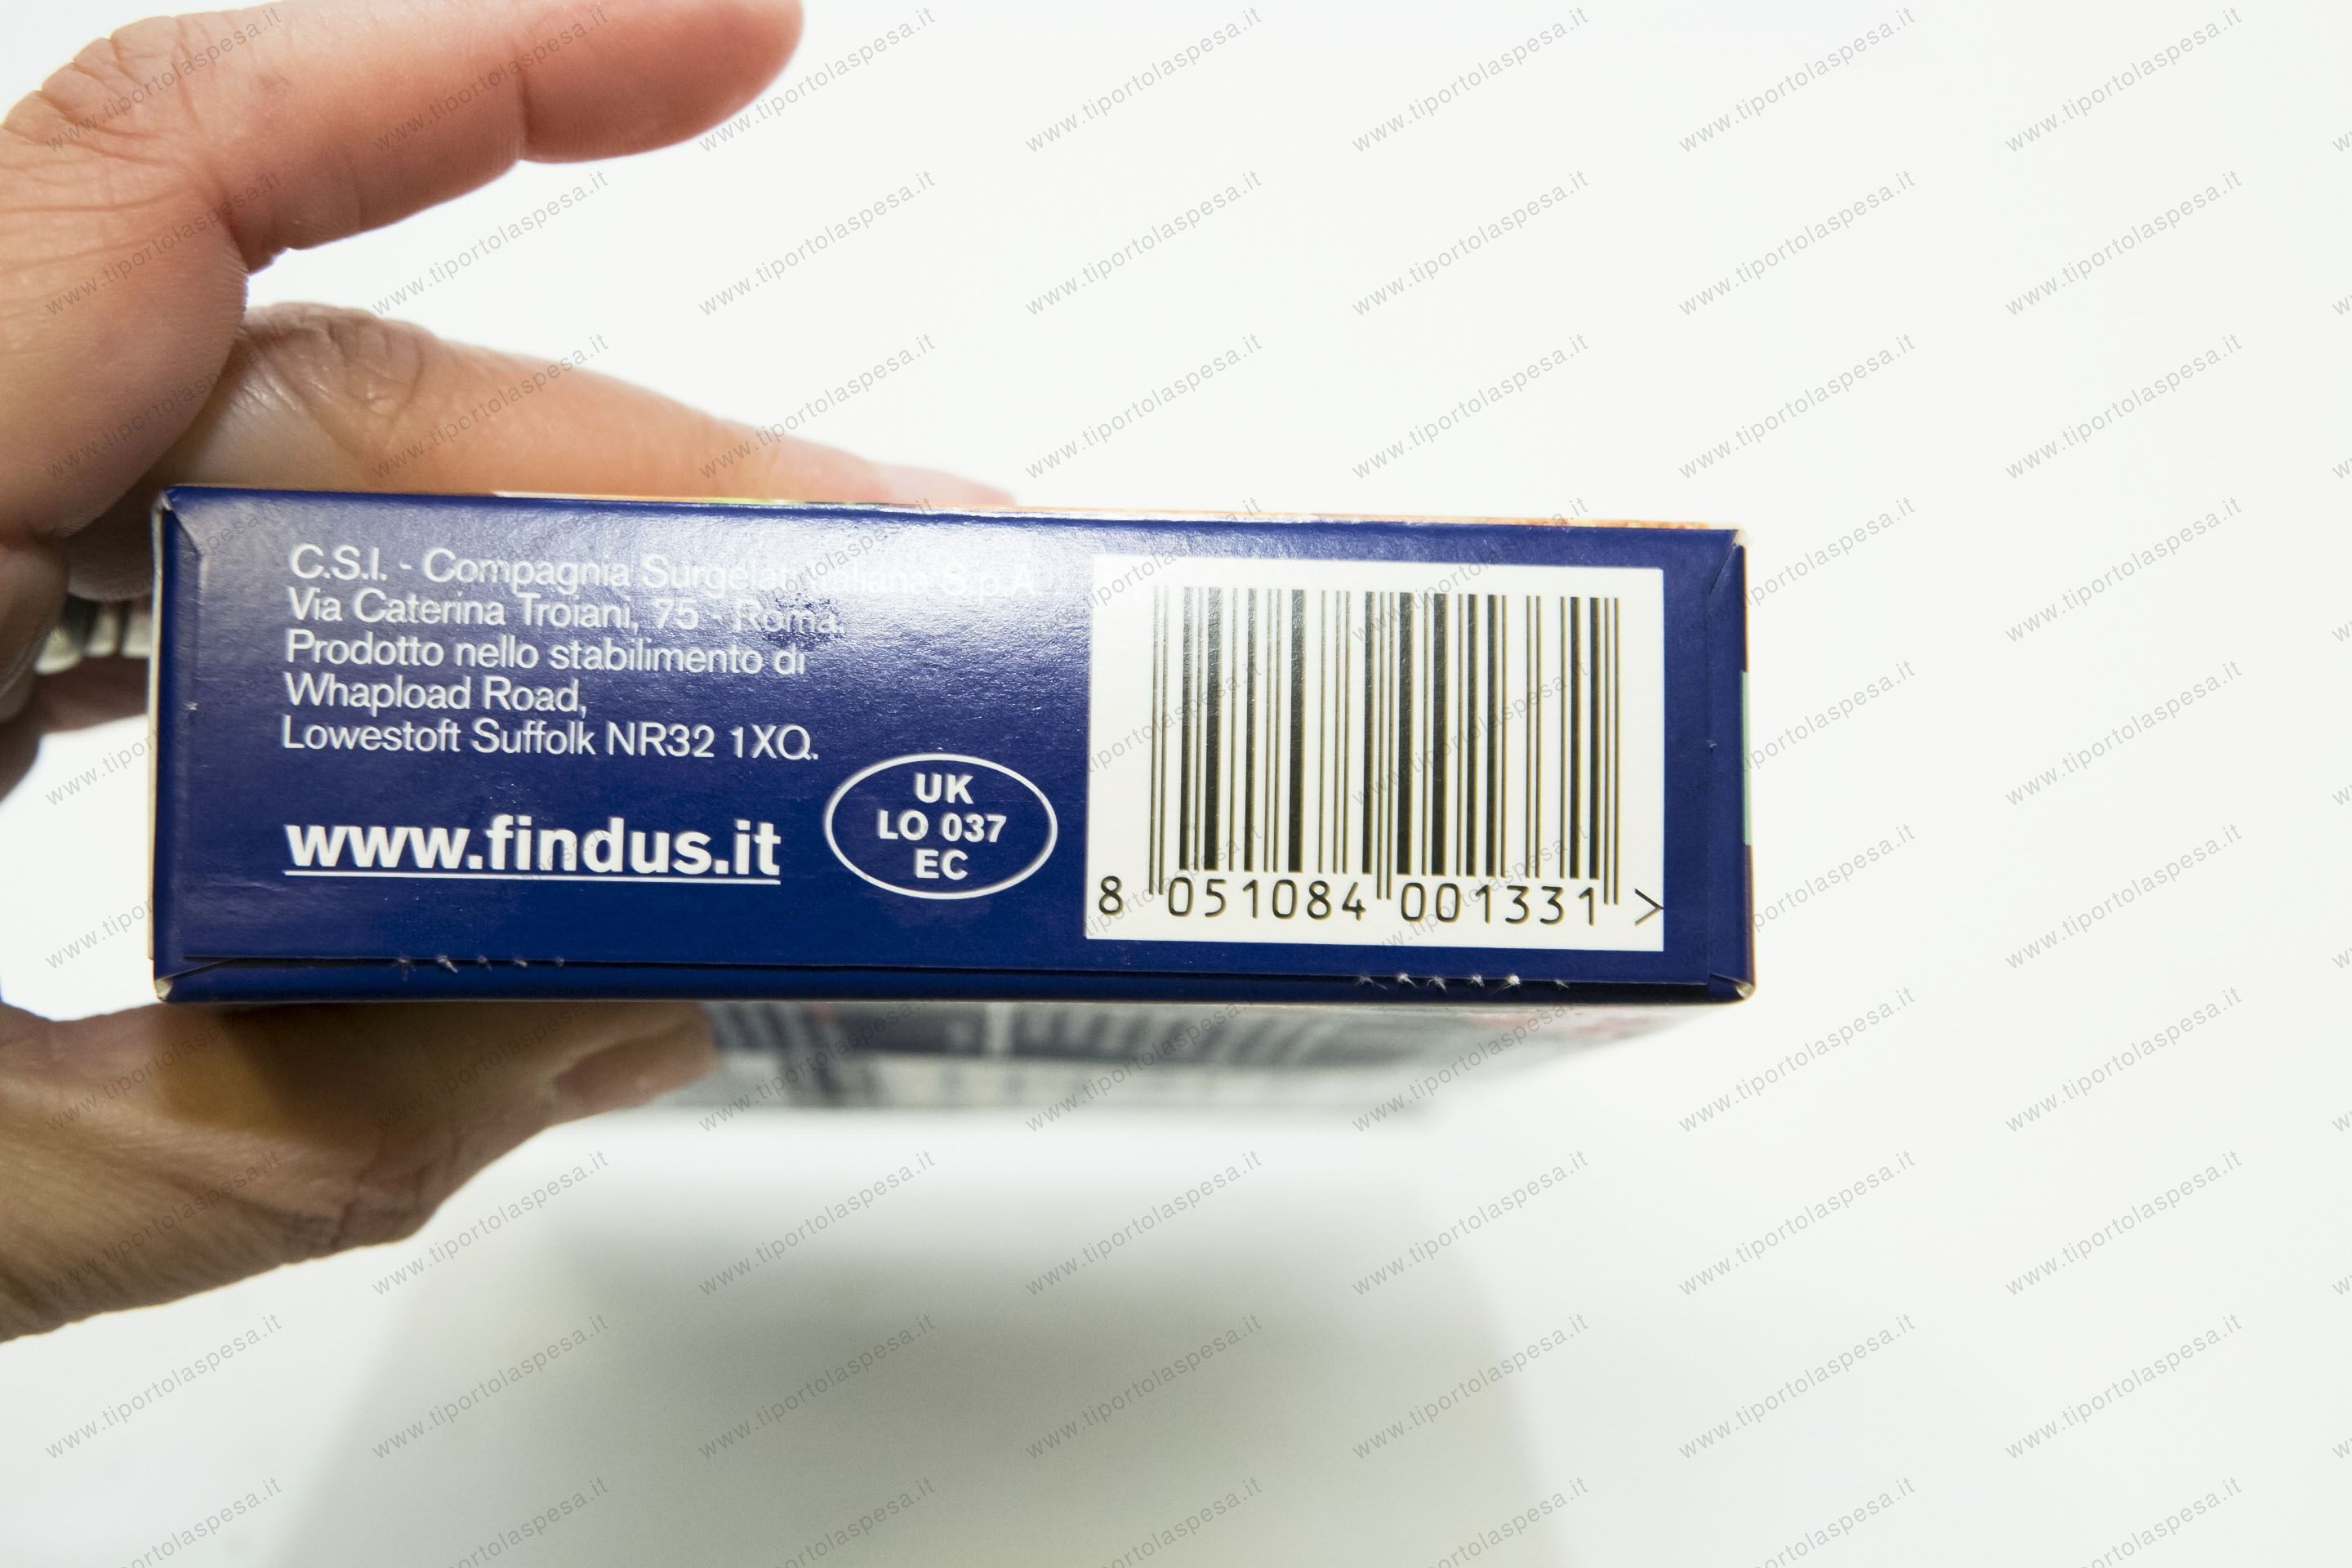 C.S.I. - Compagnia Surgelati Italiana S.p.A
Via Caterina Troiani, 75 - Roma.
Prodotto nello stabilimento di
Whapload Road,
Lowestoft Suffolk NR32 1XQ.
www.findus.it
UK
LO 037
EC
8 051084 001331 >
www.tiportolaspesa.it